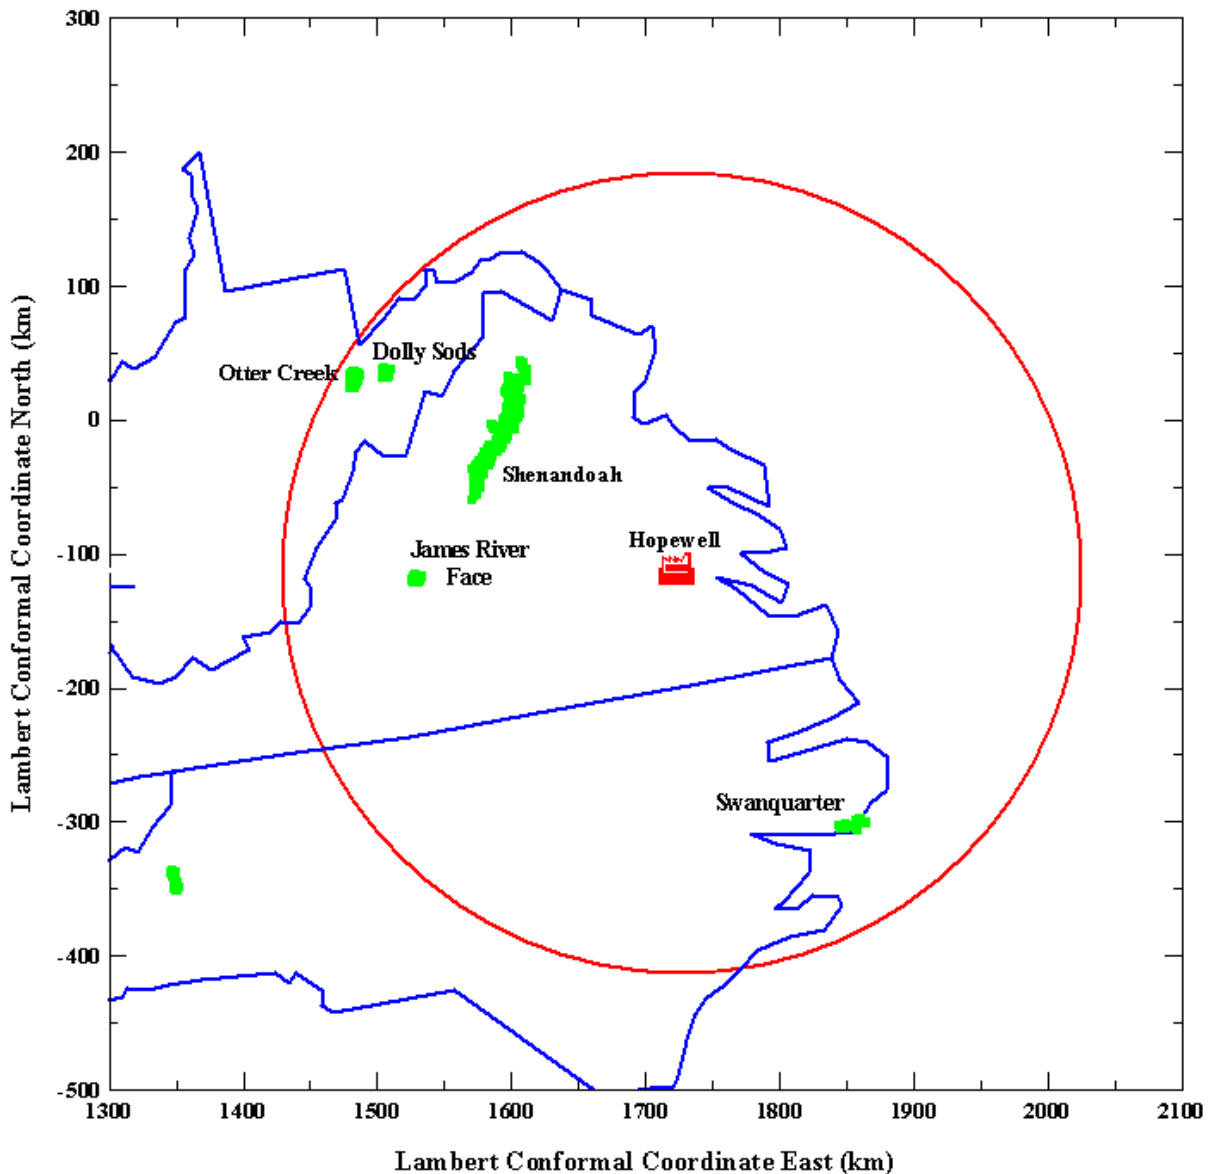 300
200
100
0
-100
-200
-300
-400
-500
Lambert Conformal Coordinate North (km)
Dolly Sods
Otter Creek
Shenandoah
Hopewell
James River
Face
Swanquarter
1300 1400 1500 1600 1700 1800 1900 2000 2100
Lambert Conformal Coordinate East (km)